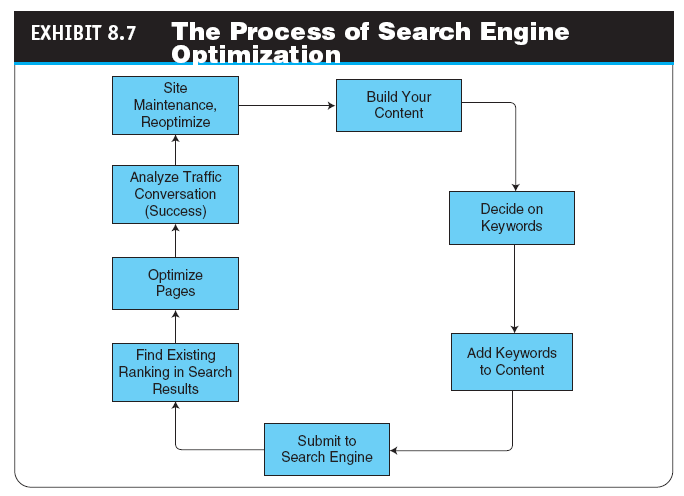 EXHIBIT 8.7 The Process of Search Engine
Optimization
Site
Maintenance,
Reoptimize
Build Your
Content
Analyze Traffic
Conversation
(Success)
Decide on
Keywords
Optimize
Pages
Find Existing
Ranking in Search
Results
Add Keywords
to Content
Submit to
Search Engine